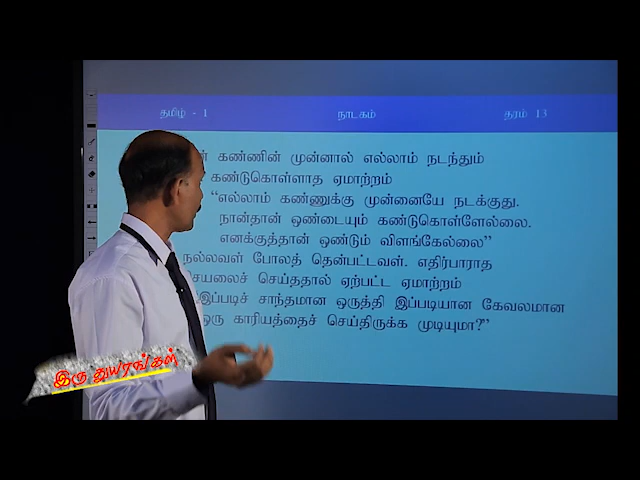 தமிழ் - 1 நாடகம் தரம் 13
கண்ணின் முன்னால் எல்லாம் நடந்தும்
கண்டுகொள்ளாத ஏமாற்றம்
“எல்லாம் கண்ணுக்கு முன்னையே நடக்குது.
நான்தான் ஒண்டையும் கண்டுகொள்ளேல்லை.
எனக்குத்தான் ஒண்டும் விளங்கேல்லை”
நல்லவள் போலத் தென்பட்டவள். எதிர்பாராத
செயலைச் செய்ததால் ஏற்பட்ட ஏமாற்றம்
“இப்படிச் சாந்தமான ஒருத்தி இப்படியான கேவலமான
ஒரு காரியத்தைச் செய்திருக்க முடியுமா?”
இரு துயரங்கள்